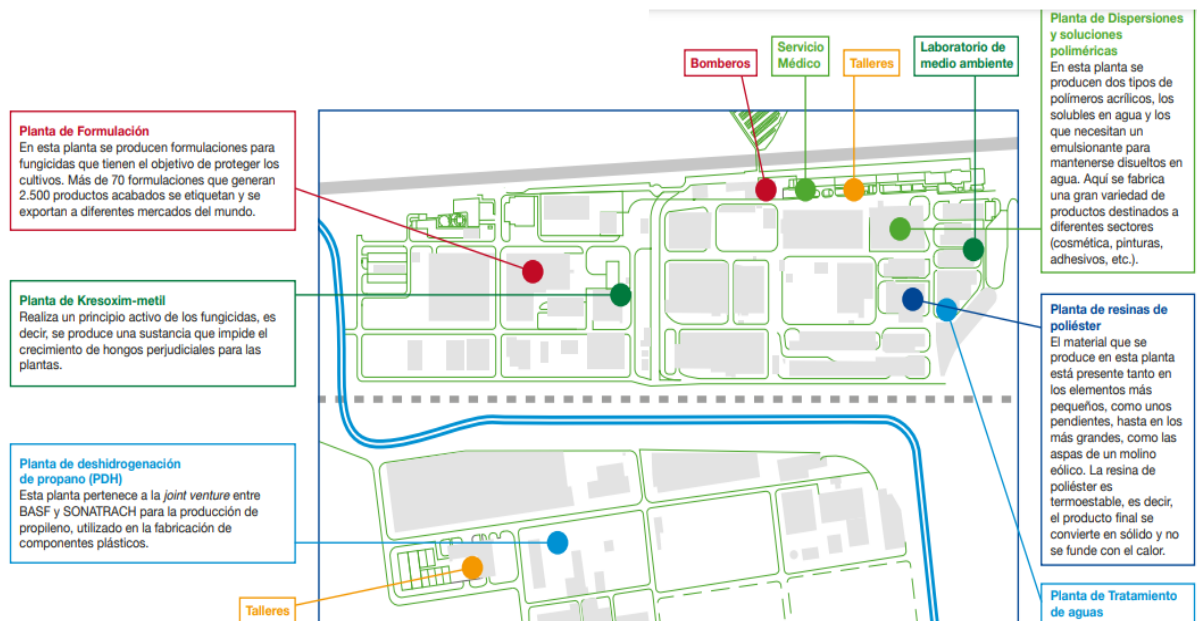 Planta de Dispersiones
y soluciones
poliméricas
En esta planta se
producen dos tipos de
polímeros acrílicos, los
solubles en agua y los
que necesitan un
emulsionante para
mantenerse disueltos en
agua. Aquí se fabrica
una gran variedad de
productos destinados a
diferentes sectores
(cosmética, pinturas,
adhesivos, etc.).
Bomberos
Servicio
Médico
Talleres
Laboratorio de
medio ambiente
Planta de Formulación
En esta planta se producen formulaciones para
fungicidas que tienen el objetivo de proteger los
cultivos. Más de 70 formulaciones que generan
2.500 productos acabados se etiquetan y se
exportan a diferentes mercados del mundo.
Planta de Kresoxim-metil
Realiza un principio activo de los fungicidas, es
decir, se produce una sustancia que impide el
crecimiento de hongos perjudiciales para las
plantas.
Planta de resinas de
poliéster
El material que se
produce en esta planta
está presente tanto en
los elementos más
pequeños, como unos
pendientes, hasta en los
más grandes, como las
aspas de un molino
eólico. La resina de
poliéster es
termoestable, es decir,
el producto final se
convierte en sólido y no
se funde con el calor.
Planta de deshidrogenación
de propano (PDH)
Esta planta pertenece a la joint venture entre
BASF y SONATRACH para la producción de
propileno, utilizado en la fabricación de
componentes plásticos.
Talleres
Planta de Tratamiento
de aguas